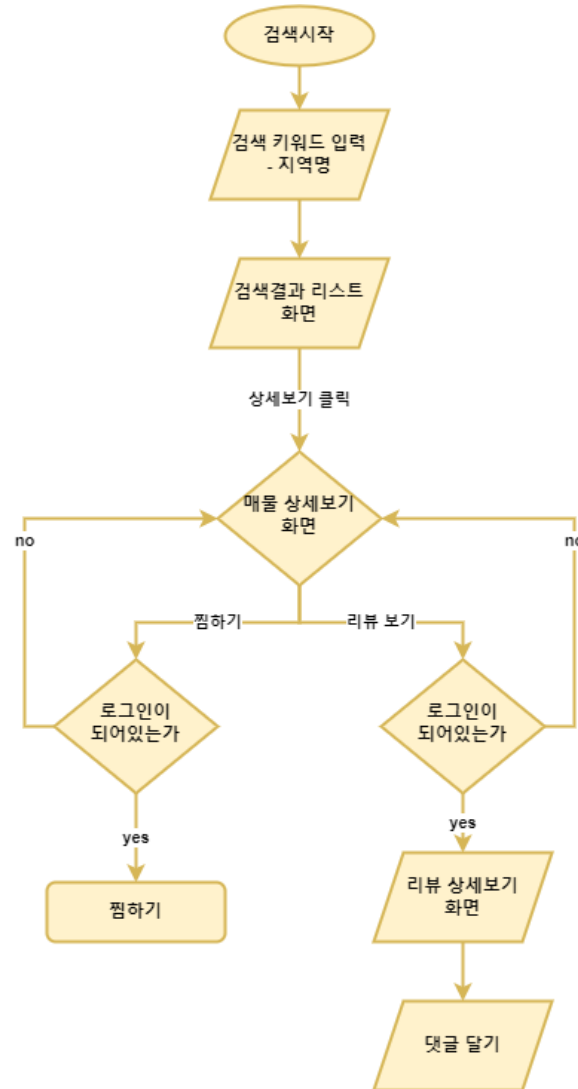 검색시작
검색 키워드 입력
- 지역명
검색결과 리스트
화면
상세보기 클릭
매물 상세보기
화면
no
no
찜하기
리뷰 보기
로그인이
되어있는가
로그인이
되어있는가
yes
yes
찜하기
리뷰 상세보기
화면
댓글 달기